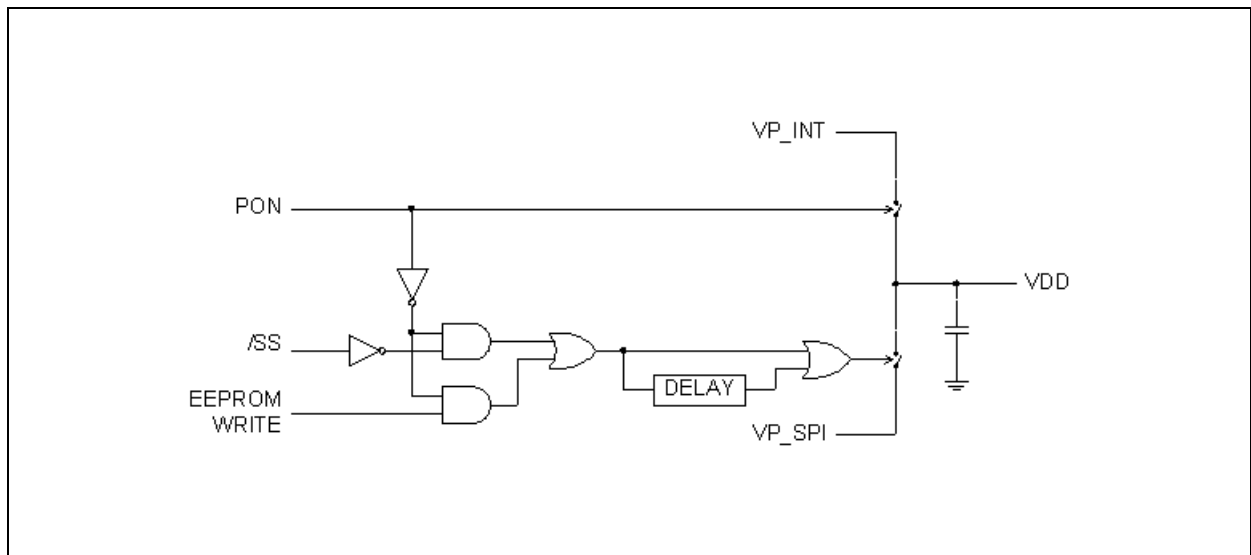 VP_INT
PON
VDD
/SS
EEPROM
WRITE
DELAY
VP_SPI